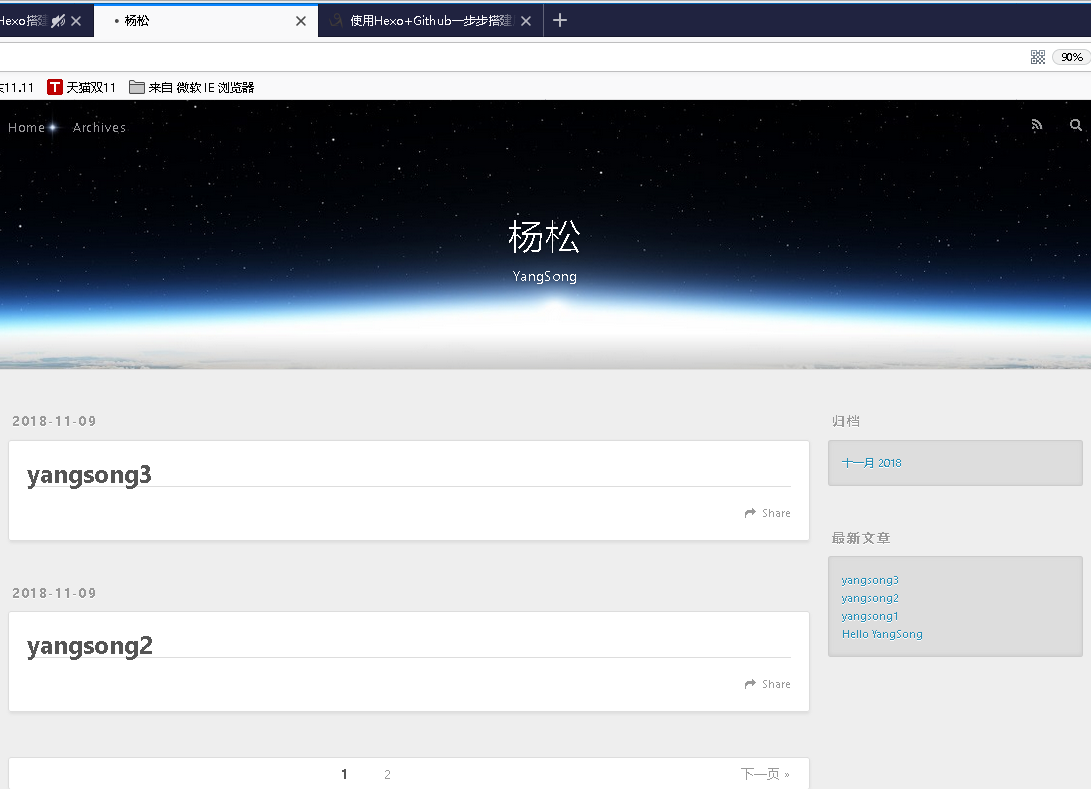 Hexo搭建
杨松
使用Hexo+Github一步步搭建
90%
11.11
天猫双11
来自 微软 IE 浏览器
Home
Archives
杨松
YangSong
2018-11-09
yangsong3
Share
2018-11-09
yangsong2
Share
1
2
下一页 »
归档
十一月 2018
最新文章
yangsong3
yangsong2
yangsong1
Hello YangSong